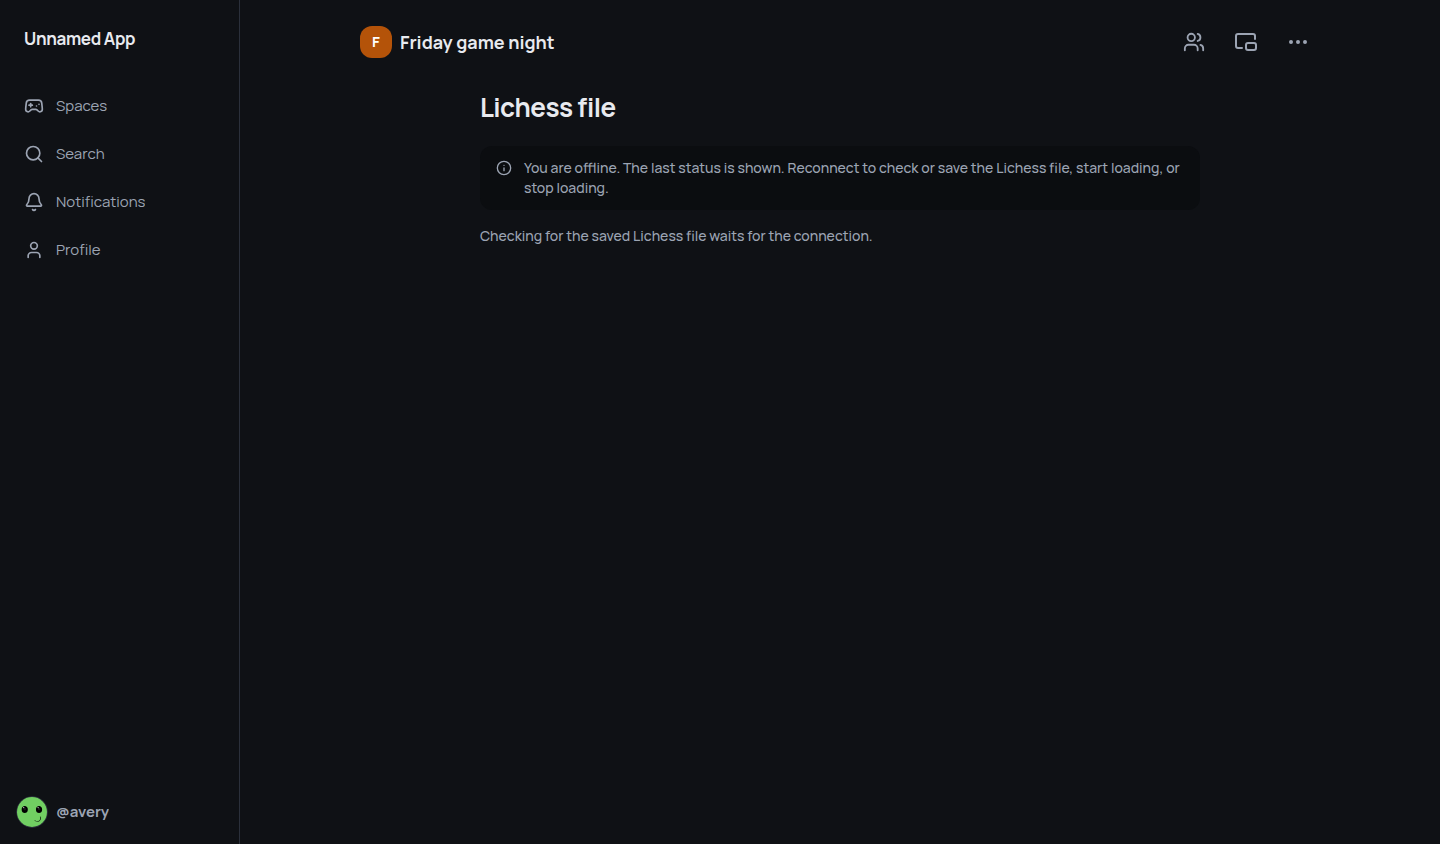 Unnamed App
Spaces
Search
Notifications
Profile
@avery
F
Friday game night
Lichess file
You are offline. The last status is shown. Reconnect to check or save the Lichess file, start loading, or
stop loading.
Checking for the saved Lichess file waits for the connection.